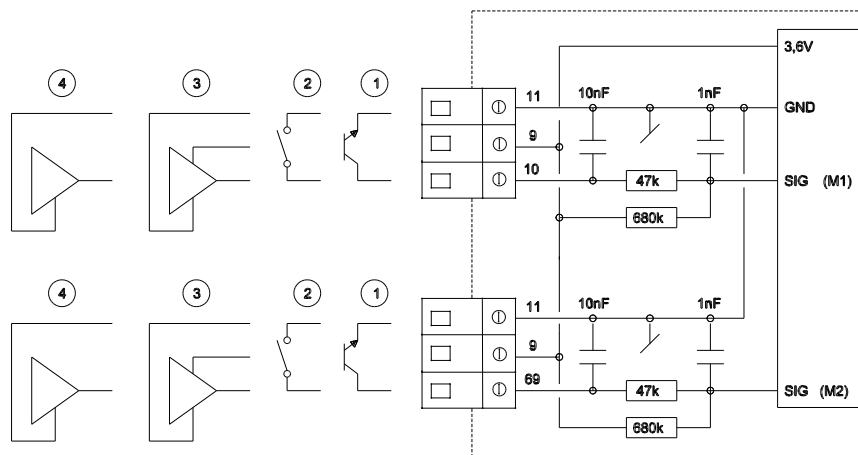 3,6V
4 3 2 1
11 10nF 1nF GND
9
10 47k SIG (M1)
680k
4 3 2 1
11 10nF 1nF
9
69 47k SIG (M2)
680k